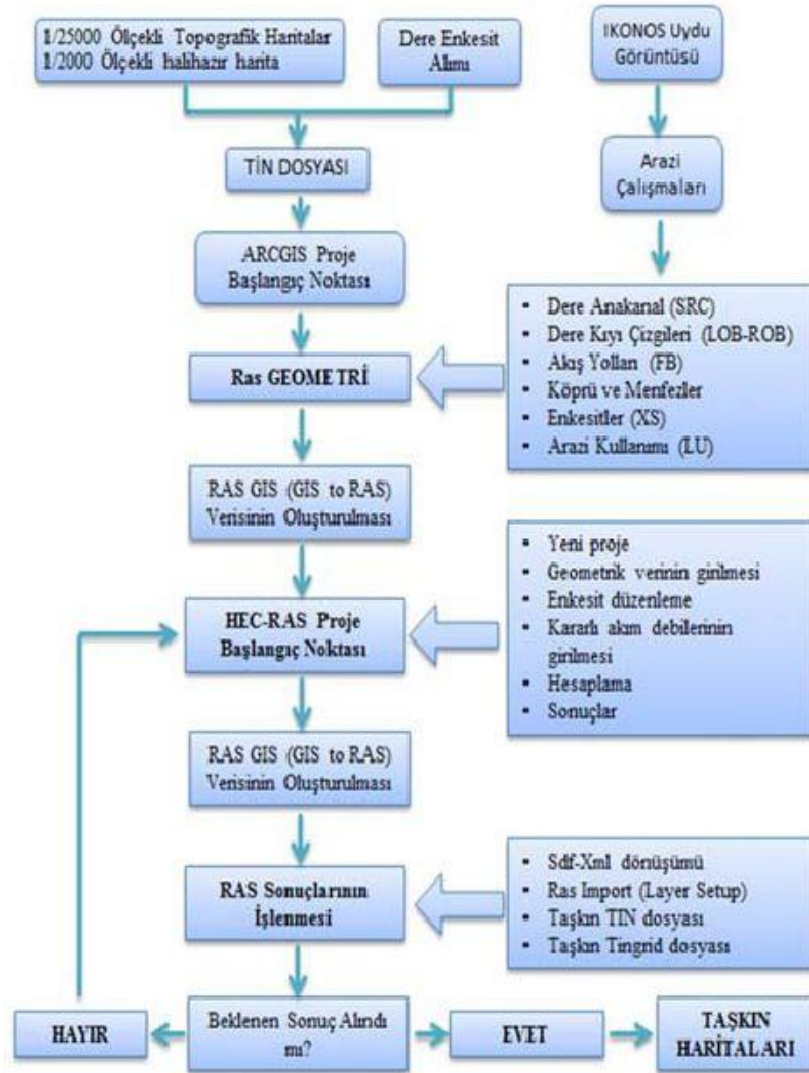 1/25000 Ölçekli Topografik Haritalar
1/2000 Ölçekli halihazır harita
Dere Enkesit
Alımı
IKONOS Uydu
Görüntüsü
TİN DOSYASI
Arazi
Çalışmaları
ARCGIS Proje
Başlangıç Noktası
Ras GEOMETRİ
▪ Dere Anakanal (SRC)
▪ Dere Kıyı Çizgileri (LOB-ROB)
▪ Akış Yolları (FB)
▪ Köprü ve Menfezler
▪ Enkesitler (XS)
▪ Arazi Kullanımı (LU)
RAS GIS (GIS to RAS)
Verisinin Oluşturulması
HEC-RAS Proje
Başlangıç Noktası
▪ Yeni proje
▪ Geometrik verinin girilmesi
▪ Enkesit düzenleme
▪ Kararlı akım debillerinin
girilmesi
▪ Hesaplama
▪ Sonuçlar
RAS GIS (GIS to RAS)
Verisinin Oluşturulması
RAS Sonuçlarının
İşlenmesi
▪ Sdf-Xml dönüşümü
▪ Ras Import (Layer Setup)
▪ Taşkın TIN dosyası
▪ Taşkın Tingrid dosyası
HAYIR
Beklenen Sonuç Alındı
mı?
EVET
TAŞKIN
HARİTALARI